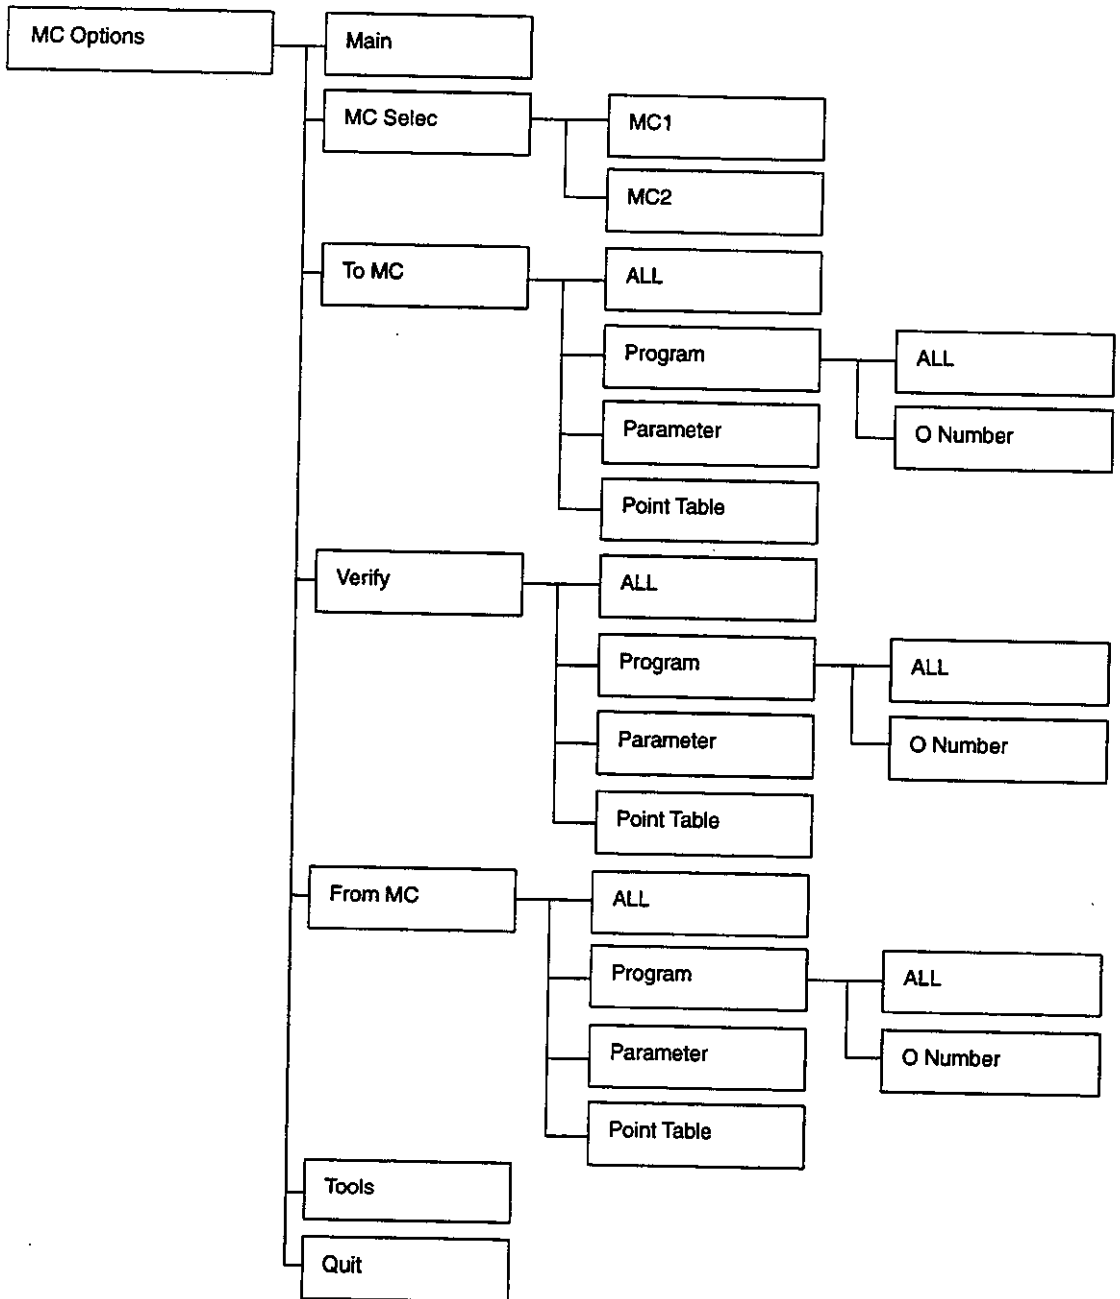 MC Options
Main
MC Selec
MC1
MC2
To MC
ALL
Program
ALL
O Number
Parameter
Point Table
Verify
ALL
Program
ALL
O Number
Parameter
Point Table
From MC
ALL
Program
ALL
O Number
Parameter
Point Table
Tools
Quit